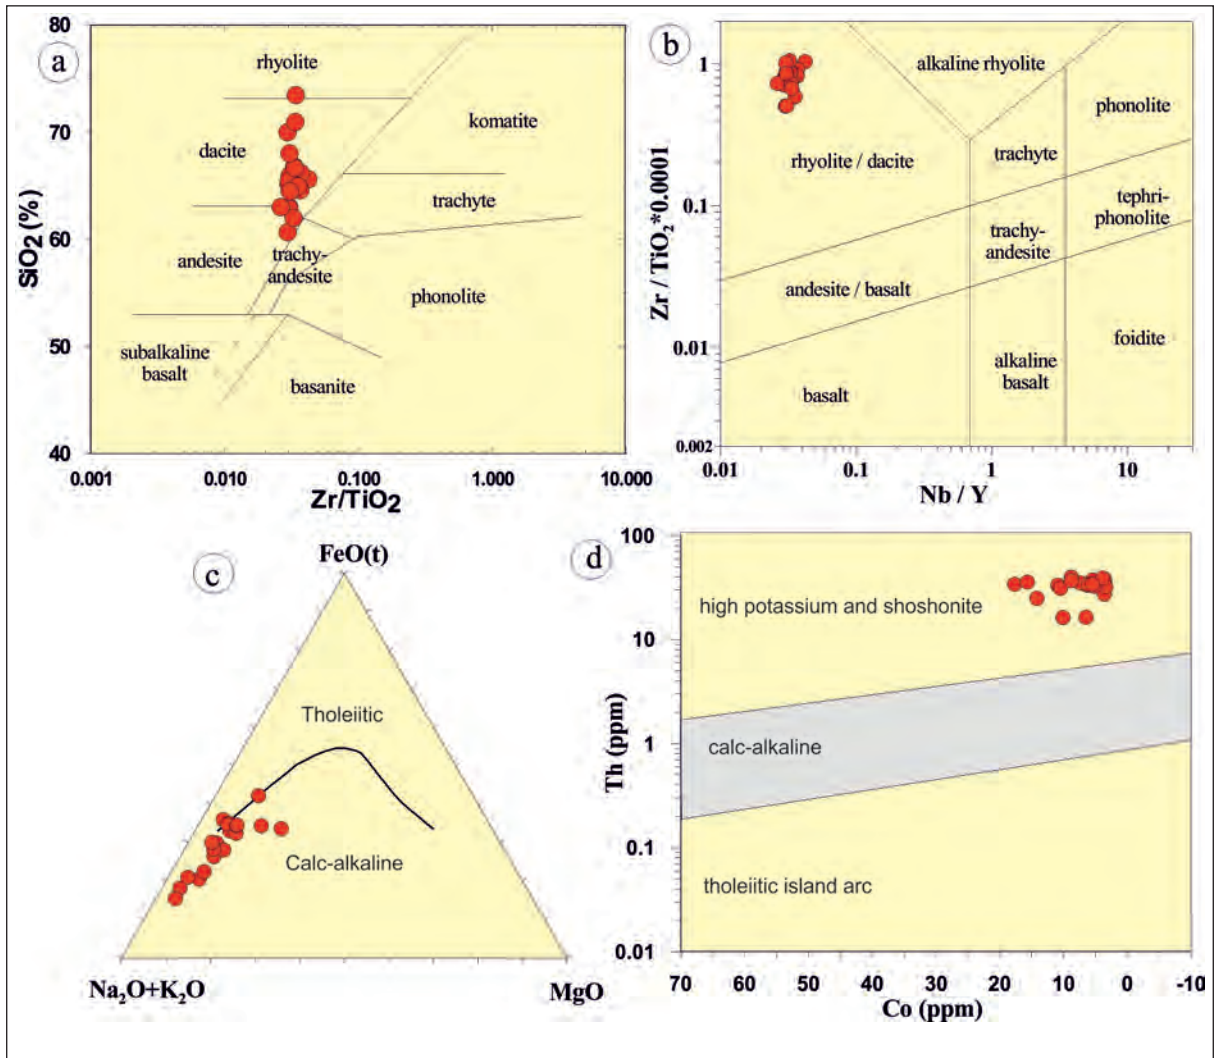 a
80
70
60
50
40
SiO2 (%)
rhyolite
komatite
dacite
trachyte
andesite
trachy-
andesite
phonolite
subalkaline
basalt
basanite
0.001
0.010
0.100
1.000
10.000
Zr/TiO2
b
1
0.1
0.01
0.002
Zr / TiO2*0.0001
alkaline rhyolite
phonolite
rhyolite / dacite
trachyte
tephri-
phonolite
trachy-
andesite
andesite / basalt
foidite
alkaline
basalt
basalt
0.01
0.1
1
10
Nb / Y
c
FeO(t)
Tholeiitic
Calc-alkaline
Na2O+K2O
MgO
d
100
10
1
0.1
0.01
Th (ppm)
high potassium and shoshonite
calc-alkaline
tholeiitic island arc
70
60
50
40
30
20
10
0
-10
Co (ppm)